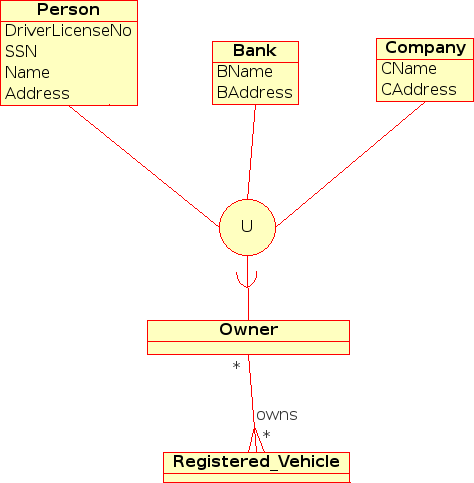 Person
DriverLicenseNo
SSN
Name
Address
Bank
BName
BAddress
Company
CName
CAddress
U
Owner
*
owns
*
Registered_Vehicle